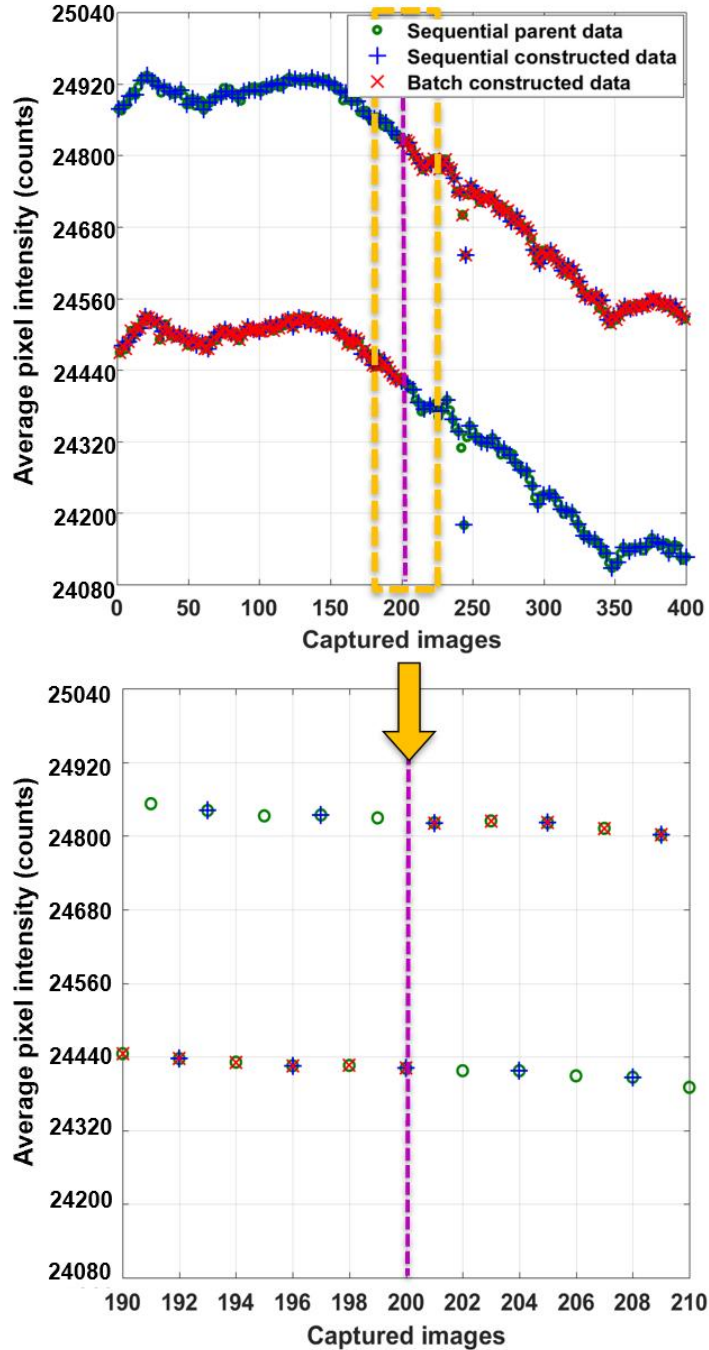 25040
24920
24800
24680
24560
24440
24320
24200
24080
Average pixel intensity (counts)
Sequential parent data
Sequential constructed data
Batch constructed data
0 50 100 150 200 250 300 350 400
Captured images
25040
24920
24800
24680
24560
24440
24320
24200
24080
Average pixel intensity (counts)
190 192 194 196 198 200 202 204 206 208 210
Captured images